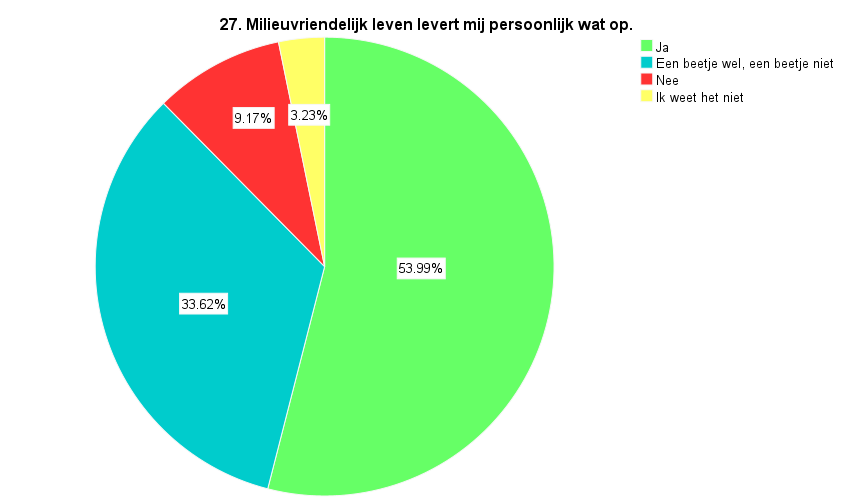 27. Milieuvriendelijk leven levert mij persoonlijk wat op.
Ja
Een beetje wel, een beetje niet
Nee
Ik weet het niet
9.17%
3.23%
53.99%
33.62%